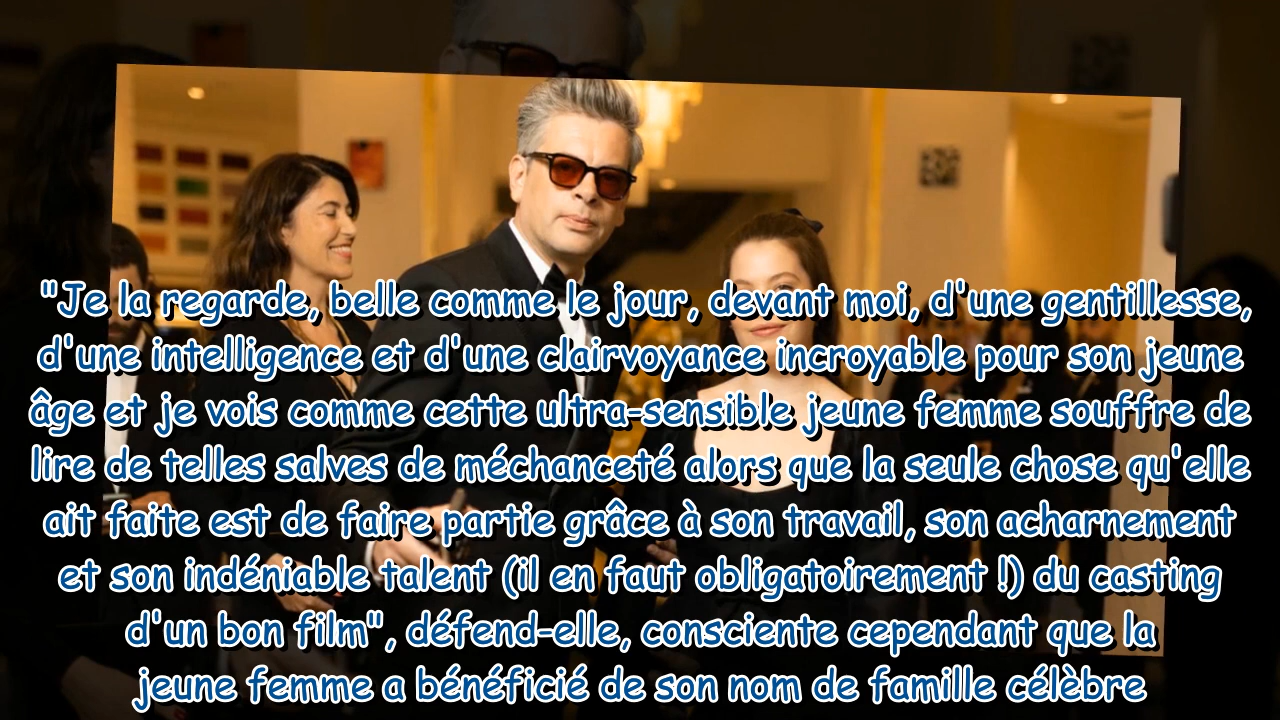 "Je la regarde, belle comme le jour, devant moi, d'une gentillesse,
d'une intelligence et d'une clairvoyance incroyable pour son jeune
âge et je vois comme cette ultra-sensible jeune femme souffre de
lire de telles salves de méchanceté alors que la seule chose qu'elle
ait faite est de faire partie grâce à son travail, son acharnement
et son indéniable talent (il en faut obligatoirement !) du casting
d'un bon film", défend-elle, consciente cependant que la
jeune femme a bénéficié de son nom de famille célèbre